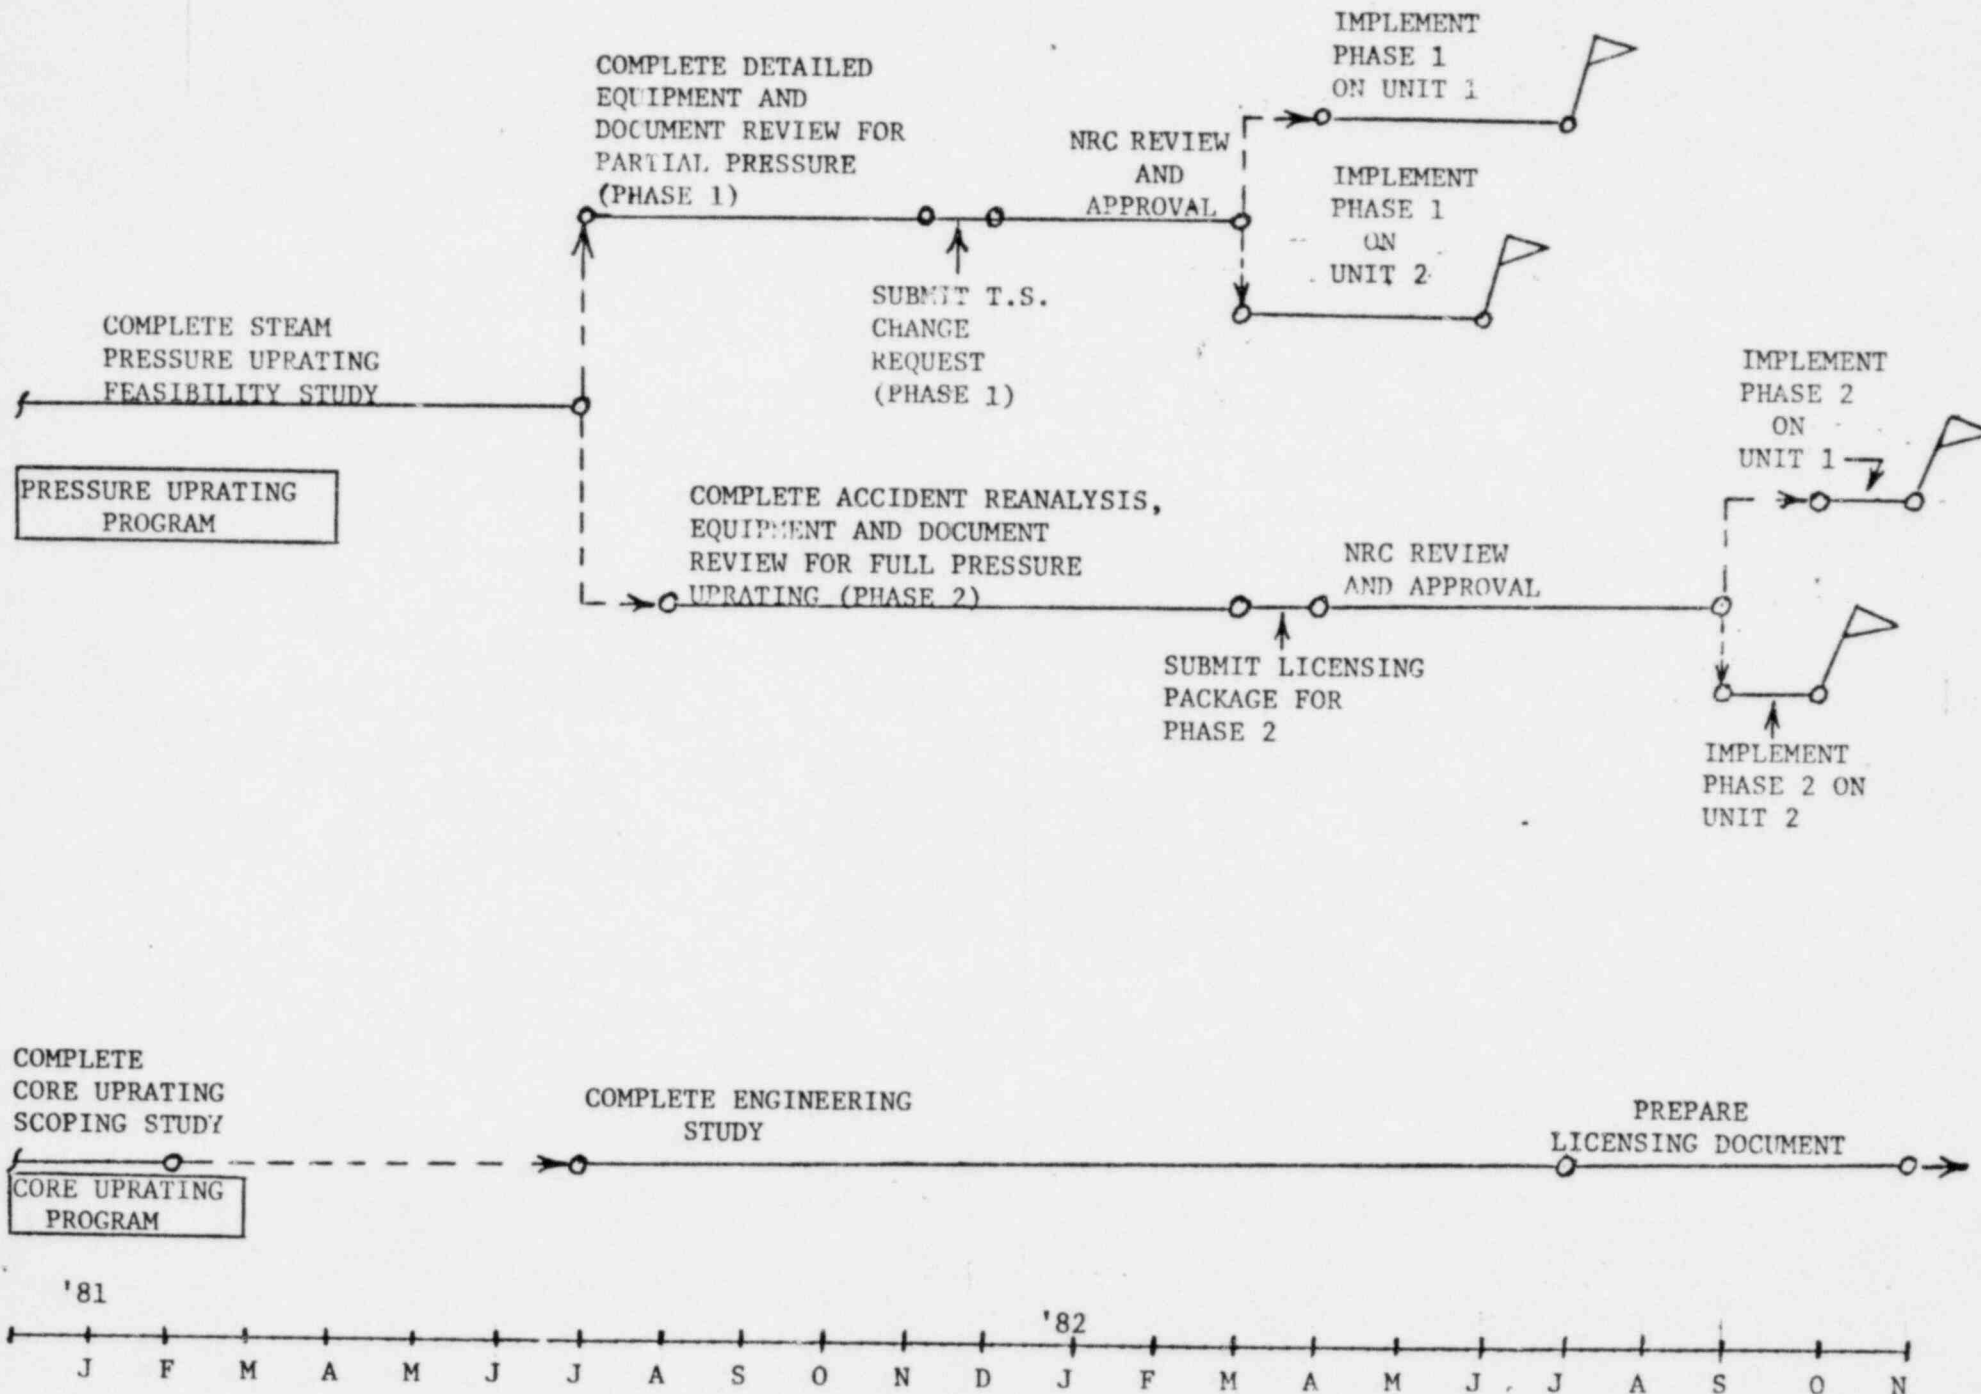 IMPLEMENT
PHASE 1
ON UNIT 1
COMPLETE DETAILED
EQUIPMENT AND
DOCUMENT REVIEW FOR
PARTIAL PRESSURE
(PHASE 1)
NRC REVIEW
AND
APPROVAL
IMPLEMENT
PHASE 1
ON
UNIT 2
SUBMIT T.S.
CHANGE
REQUEST
(PHASE 1)
COMPLETE STEAM
PRESSURE UPRATING
FEASIBILITY STUDY
PRESSURE UPRATING
PROGRAM
IMPLEMENT
PHASE 2
ON
UNIT 1
COMPLETE ACCIDENT REANALYSIS,
EQUIPMENT AND DOCUMENT
REVIEW FOR FULL PRESSURE
UPRATING (PHASE 2)
NRC REVIEW
AND APPROVAL
SUBMIT LICENSING
PACKAGE FOR
PHASE 2
IMPLEMENT
PHASE 2 ON
UNIT 2
COMPLETE
CORE UPRATING
SCOPING STUDY
COMPLETE ENGINEERING
STUDY
PREPARE
LICENSING DOCUMENT
CORE UPRATING
PROGRAM
'81
'82
J F M A M J J A S O N D J F M A M J J A S O N